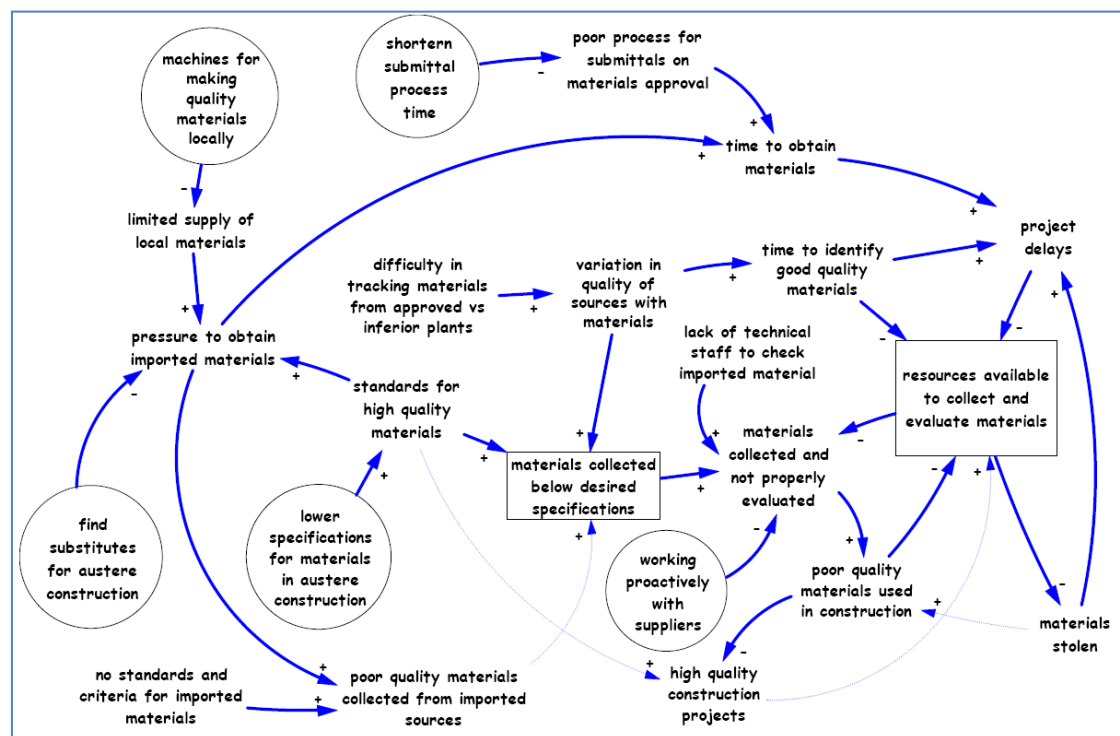 machines for
making
quality
materials
locally
shortern
submittal
process
time
poor process for
submittals on
materials approval
-
+
time to obtain
materials
+
-
limited supply of
local materials
+
project
delays
+
time to identify
good quality
materials
+
+
+
difficulty in
tracking materials
from approved vs
inferior plants
+
variation in
quality of
sources with
materials
+
pressure to obtain
imported materials
-
+
standards for
high quality
materials
+
+
lack of technical
staff to check
imported material
+
-
-
resources available
to collect and
evaluate materials
-
-
+
materials collected
below desired
specifications
+
+
+
materials
collected and
not properly
evaluated
-
find
substitutes
for austere
construction
lower
specifications
for materials
in austere
construction
working
proactively
with
suppliers
+
poor quality
materials used
in construction
+
-
materials
stolen
no standards and
criteria for imported
materials
+
+
poor quality materials
collected from imported
sources
+
-
high quality
construction
projects